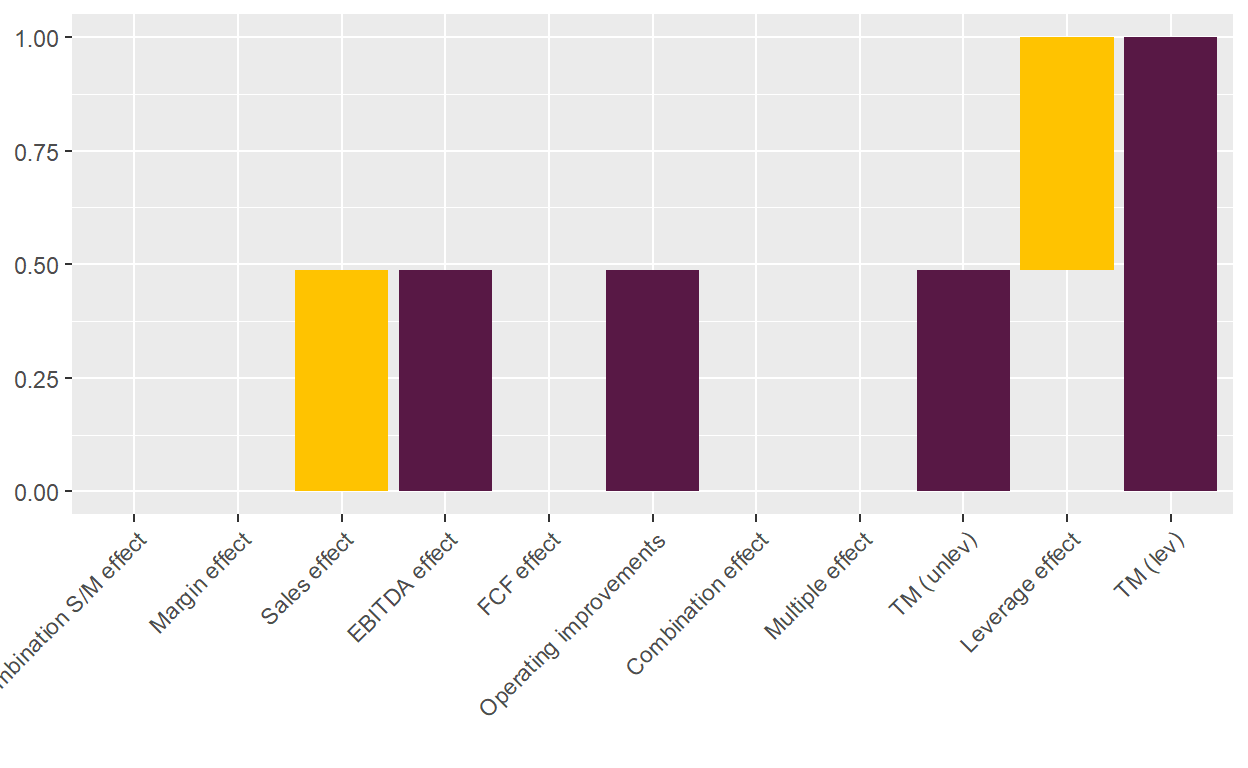 1.00
0.75
0.50
0.25
0.00
mbination S/M effect
Margin effect
Sales effect
EBITDA effect
FCF effect
Operating improvements
Combination effect
Multiple effect
TM (unlev)
Leverage effect
TM (lev)